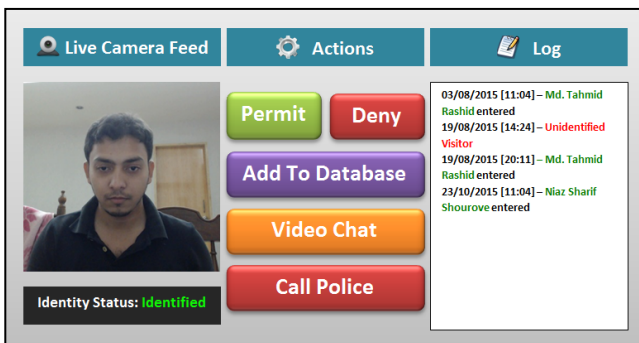 Live Camera Feed
Actions
Log
Permit
Deny
Add To Database
Video Chat
Call Police
03/08/2015 [11:04] – Md. Tahmid
Rashid entered
19/08/2015 [14:24] – Unidentified
Visitor
19/08/2015 [20:11] – Md. Tahmid
Rashid entered
23/10/2015 [11:04] – Niaz Sharif
Shourove entered
Identity Status: Identified